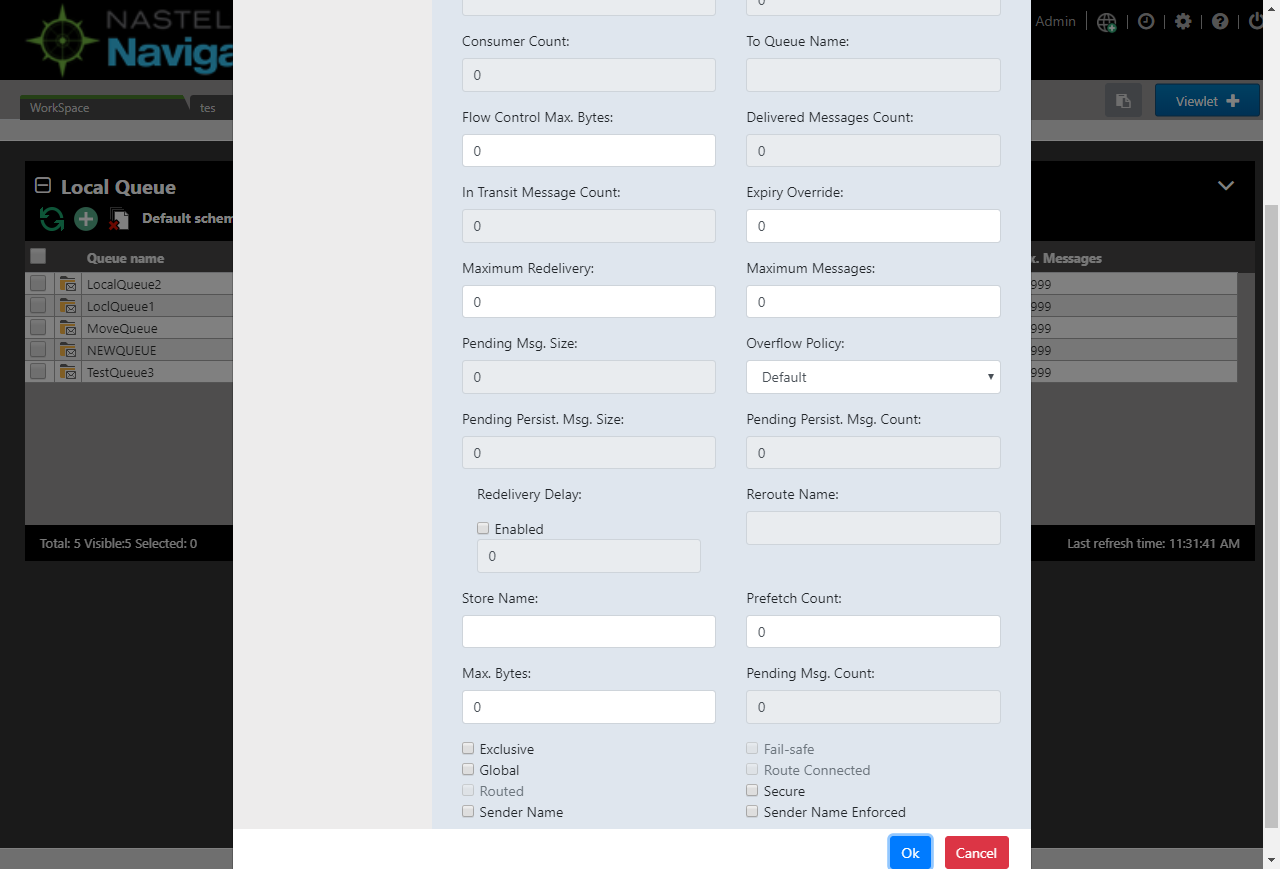 NASTEL
Naviga
Admin
WorkSpace
tes
Viewlet
Local Queue
Default schem
Queue name
x. Messages
LocalQueue2
999
LoclQueue1
999
MoveQueue
999
NEWQUEUE
999
TestQueue3
999
Total: 5 Visible:5 Selected: 0
Last refresh time: 11:31:41 AM
0
Consumer Count:
To Queue Name:
0
Flow Control Max. Bytes:
Delivered Messages Count:
0
0
In Transit Message Count:
Expiry Override:
0
0
Maximum Redelivery:
Maximum Messages:
0
0
Pending Msg. Size:
Overflow Policy:
0
Default
Pending Persist. Msg. Size:
Pending Persist. Msg. Count:
0
0
Redelivery Delay:
Reroute Name:
Enabled
0
Store Name:
Prefetch Count:
0
Max. Bytes:
Pending Msg. Count:
0
0
Exclusive
Fail-safe
Global
Route Connected
Routed
Secure
Sender Name
Sender Name Enforced
Ok
Cancel